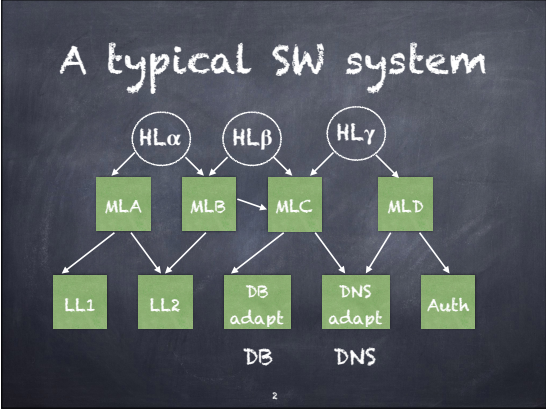 A typical SW system
HLα HLβ HLγ
MLA MLB MLC MLD
LL1 LL2 DB adapt DNS adapt Auth
DB DNS
2